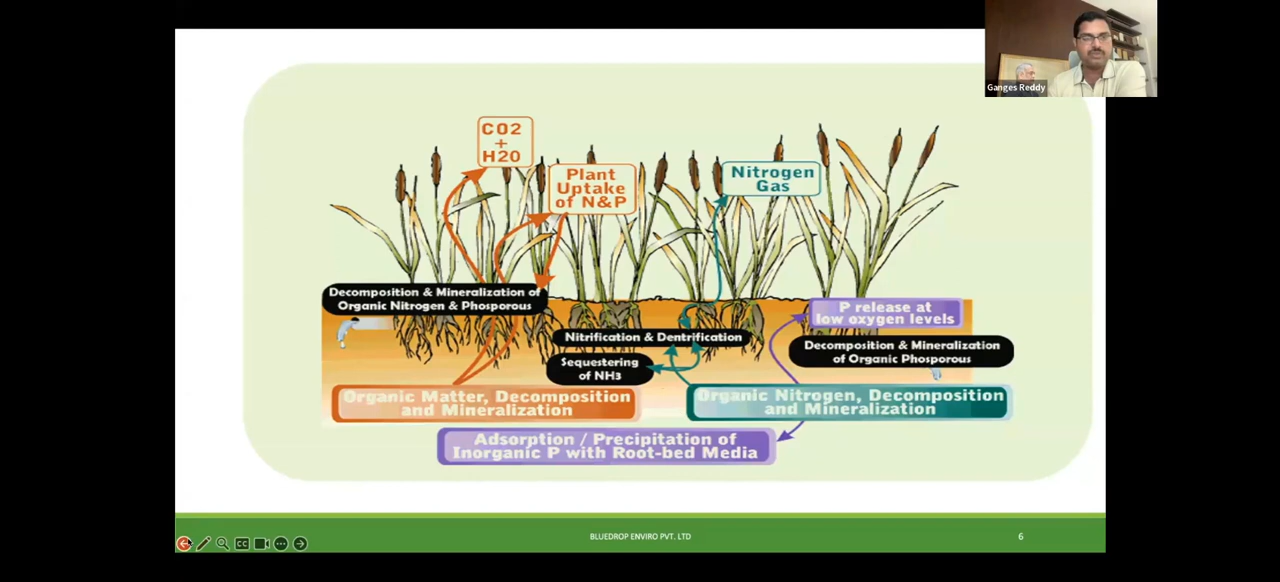 Ganges Reddy
CO2
+
H20
Plant
Uptake
of N&P
Nitrogen
Gas
Decomposition & Mineralization of
Organic Nitrogen & Phosporous
P release at
low oxygen levels
Nitrification & Dentrification
Decomposition & Mineralization
of Organic Phosporous
Sequestering
of NH3
Organic Matter, Decomposition
and Mineralization
Organic Nitrogen, Decomposition
and Mineralization
Adsorption / Precipitation of
Inorganic P with Root-bed Media
BLUEDROP ENVIRO PVT. LTD
6
CC